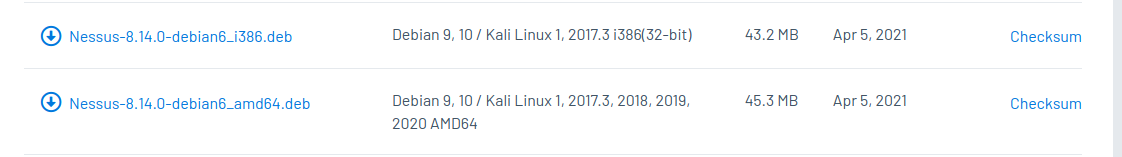 Nessus-8.14.0-debian6_i386.deb Debian 9, 10 / Kali Linux 1, 2017.3 i386(32-bit) 43.2 MB Apr 5, 2021 Checksum
Nessus-8.14.0-debian6_amd64.deb Debian 9, 10 / Kali Linux 1, 2017.3, 2018, 2019, 45.3 MB Apr 5, 2021 Checksum
2020 AMD64